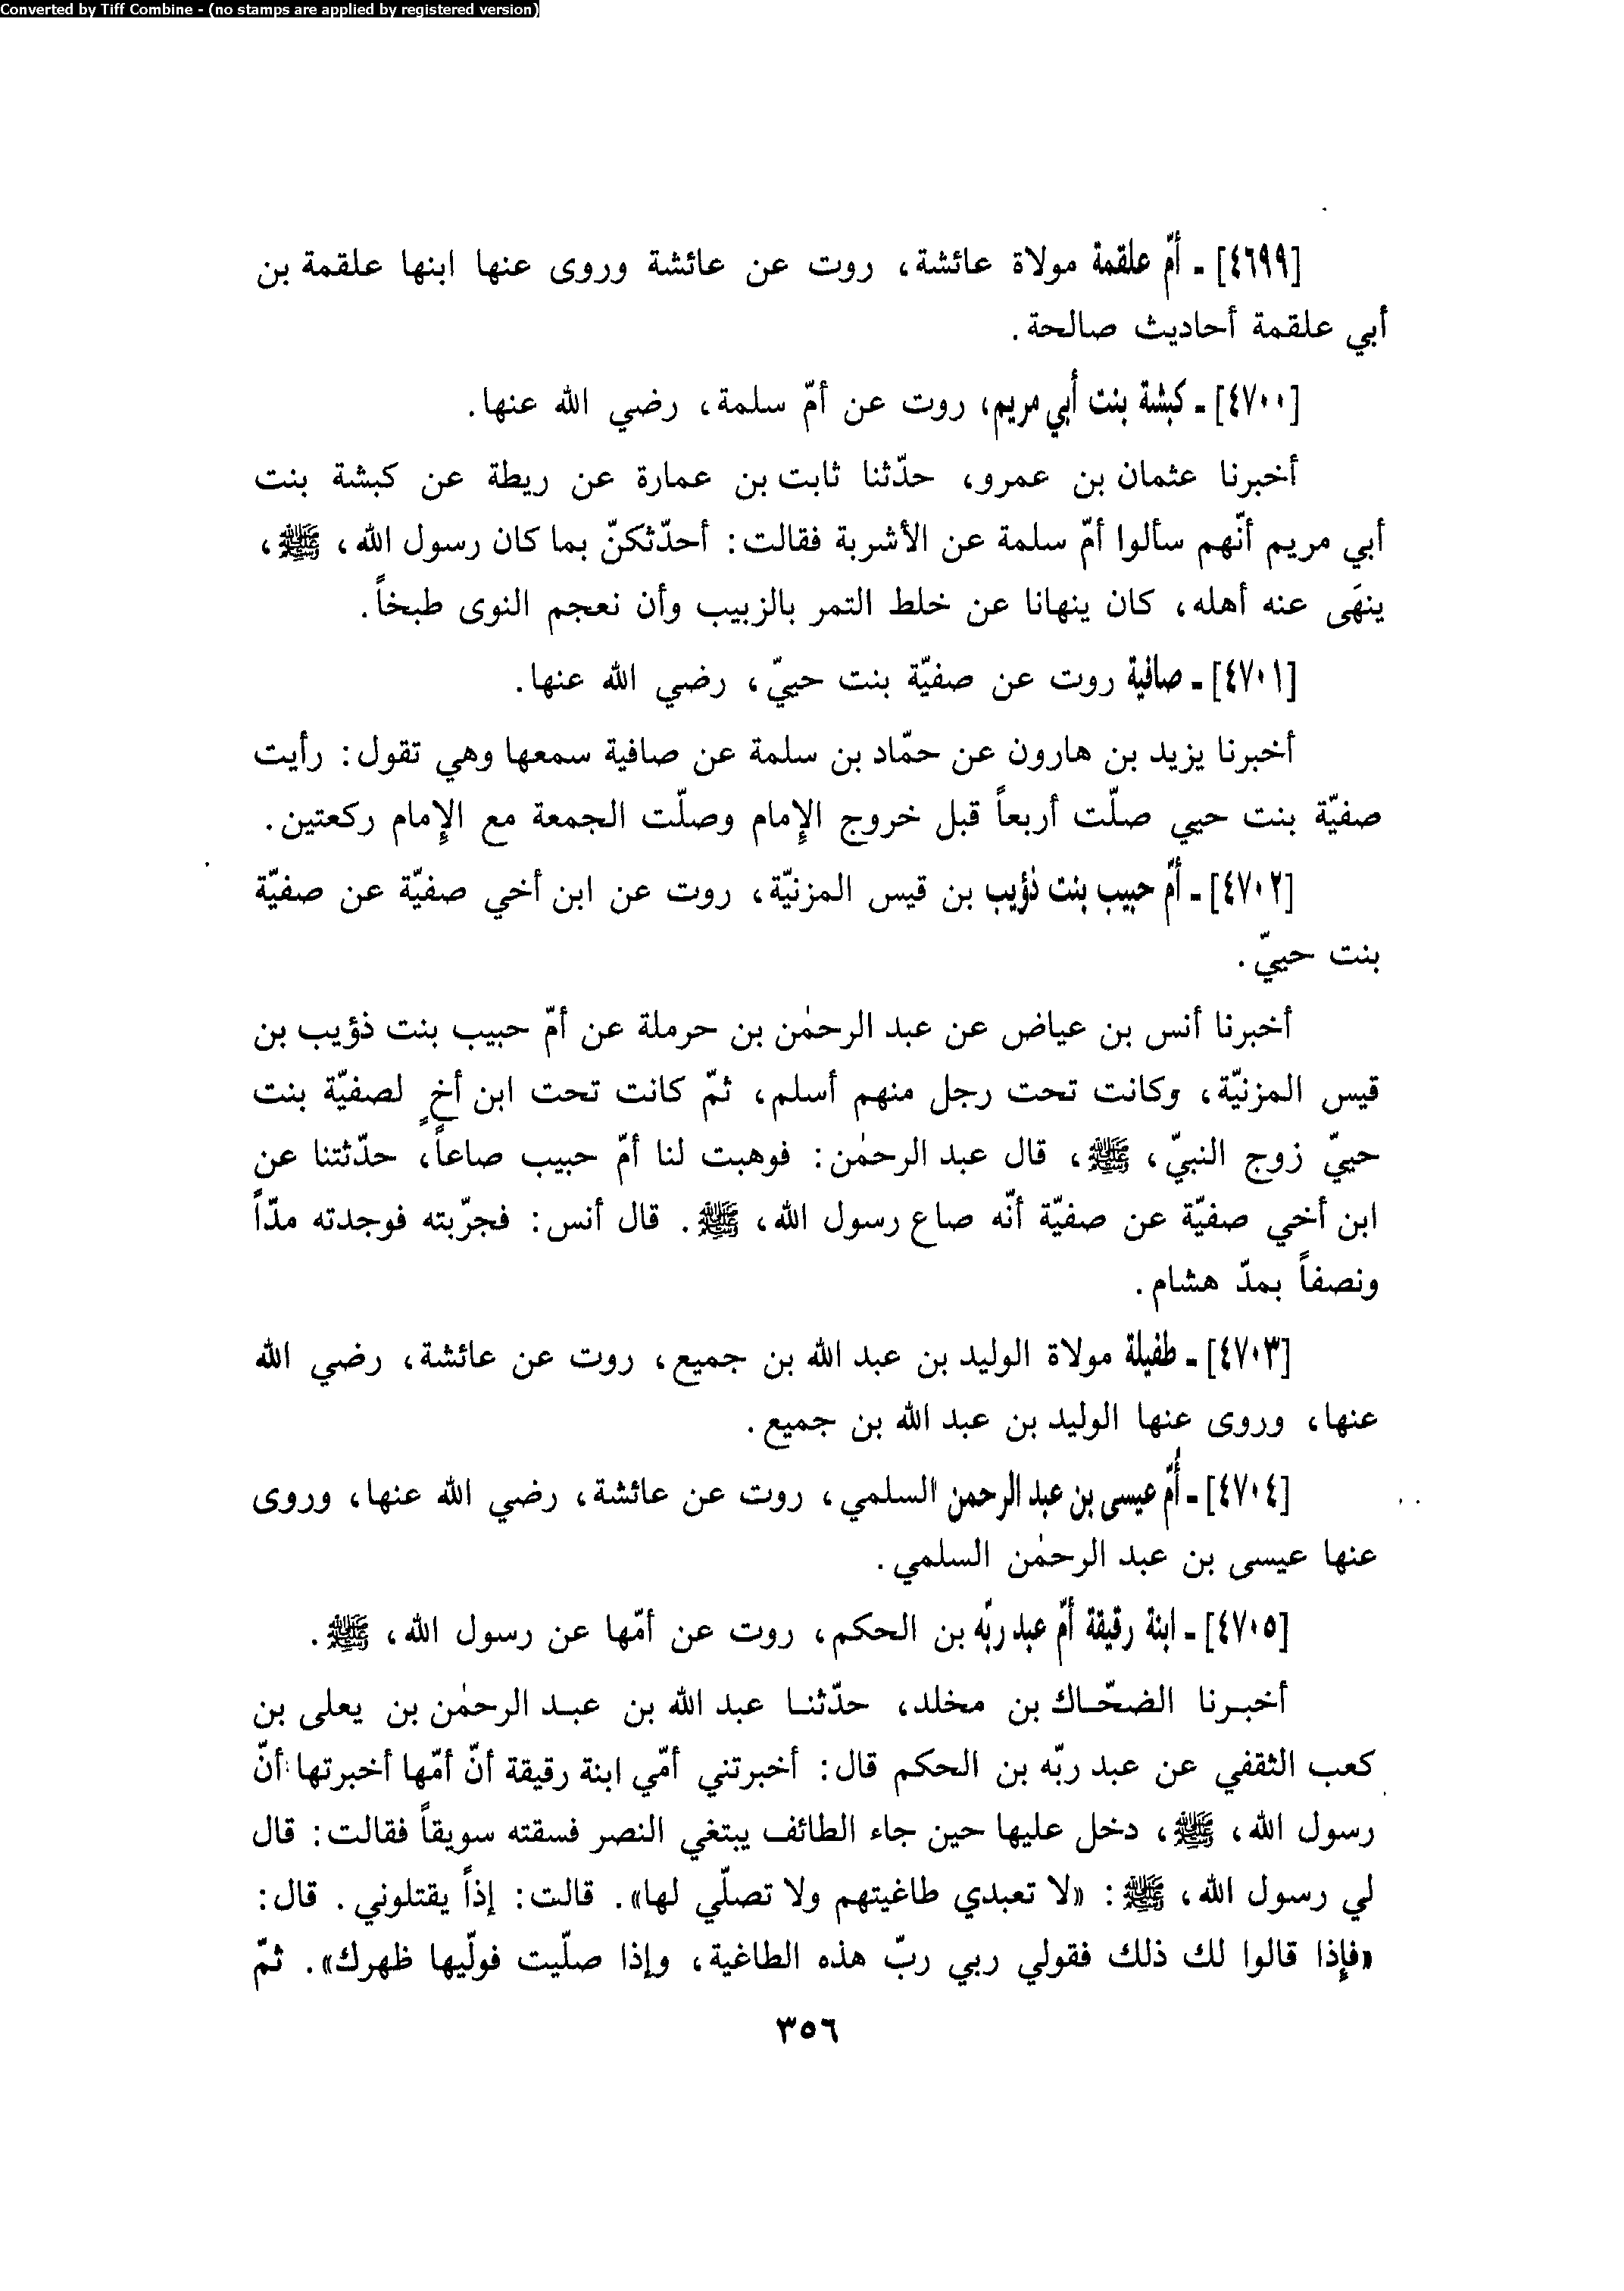 Converted by Tiff Combine - (no stamps are applied by registered version)
[٤٦٩٩] ـ أمّ علقمة مولاة عائشة، روت عن عائشة وروى عنها ابنها علقمة بن
أبي علقمة أحاديث صالحة.
[٤٧٠٠] ـ كبشة بنت أبي مريم، روت عن أمّ سلمة، رضي الله عنها.
أخبرنا عثمان بن عمرو، حدّثنا ثابت بن عمارة عن ريطة عن كبشة بنت
أبي مريم أنّهم سألوا أمّ سلمة عن الأشربة فقالت: أحدّثكنّ بما كان رسول الله، ﷺ،
ينهَى عنه أهله، كان ينهانا عن خلط التمر بالزبيب وأن نعجم النوى طبخاً.
[٤٧٠١] ـ صافية روت عن صفيّة بنت حييّ، رضي الله عنها.
أخبرنا يزيد بن هارون عن حمّاد بن سلمة عن صافية سمعها وهي تقول: رأيت
صفيّة بنت حيي صلّت أربعاً قبل خروج الإمام وصلّت الجمعة مع الإمام ركعتين.
[٤٧٠٢] ـ أمّ حبيب بنت ذؤيب بن قيس المزنيّة، روت عن ابن أخي صفيّة عن صفيّة
بنت حييّ.
أخبرنا أنس بن عياض عن عبد الرحمٰن بن حرملة عن أمّ حبيب بنت ذؤيب بن
قيس المزنيّة، وكانت تحت رجل منهم أسلم، ثمّ كانت تحت ابن أخٍ لصفيّة بنت
حييّ زوج النبيّ، ﷺ، قال عبد الرحمٰن: فوهبت لنا أمّ حبيب صاعاً، حدّثتنا عن
ابن أخي صفيّة عن صفيّة أنّه صاع رسول الله، ﷺ. قال أنس: فجرّبته فوجدته مدّاً
ونصفاً بمدّ هشام.
[٤٧٠٣] ـ طفيلة مولاة الوليد بن عبد الله بن جميع، روت عن عائشة، رضي الله
عنها، وروى عنها الوليد بن عبد الله بن جميع.
[٤٧٠٤] ـ أُمّ عيسى بن عبد الرحمن السلمي، روت عن عائشة، رضي الله عنها، وروى
عنها عيسى بن عبد الرحمٰن السلمي.
[٤٧٠٥] ـ ابنة رقيقة أمّ عبد ربّه بن الحكم، روت عن أمّها عن رسول الله، ﷺ.
أخبـرنا الضحّـاك بن مخلد، حدّثنـا عبد الله بن عبـد الرحمٰن بن يعلى بن
كعب الثقفي عن عبد ربّه بن الحكم قال: أخبرتني أمّي ابنة رقيقة أنّ أمّها أخبرتها أنّ
رسول الله، ﷺ، دخل عليها حين جاء الطائف يبتغي النصر فسقته سويقاً فقالت: قال
لي رسول الله، ﷺ: «لا تعبدي طاغيتهم ولا تصلّي لها». قالت: إذاً يقتلوني. قال:
«فإذا قالوا لك ذلك فقولي ربي ربّ هذه الطاغية، وإذا صلّيت فولّيها ظهرك». ثمّ
٣٥٦